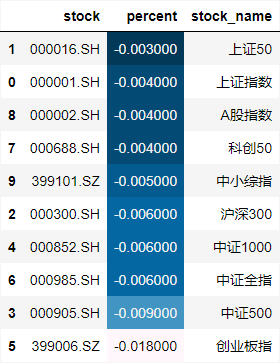 stock percent stock_name
1 000016.SH -0.003000 上证50
0 000001.SH -0.004000 上证指数
8 000002.SH -0.004000 A股指数
7 000688.SH -0.004000 科创50
9 399101.SZ -0.005000 中小综指
2 000300.SH -0.006000 沪深300
4 000852.SH -0.006000 中证1000
6 000985.SH -0.006000 中证全指
3 000905.SH -0.009000 中证500
5 399006.SZ -0.018000 创业板指